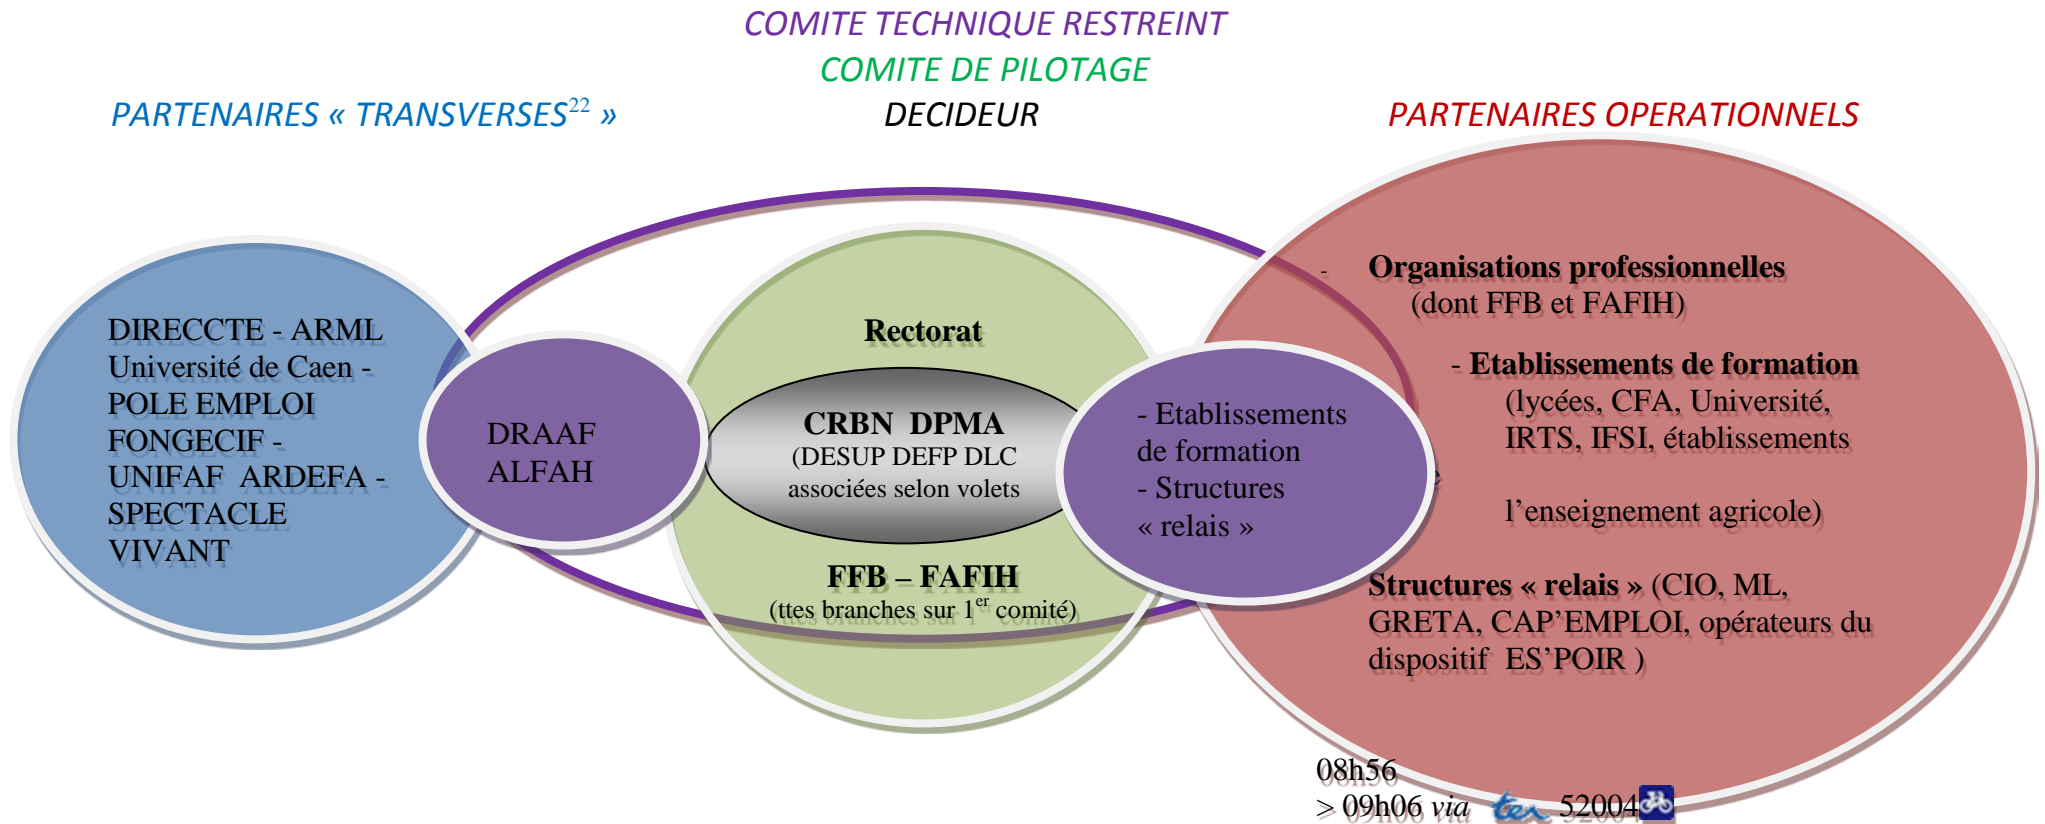 COMITE TECHNIQUE RESTREINT
COMITE DE PILOTAGE
PARTENAIRES « TRANSVERSES22 »
DECIDEUR
PARTENAIRES OPERATIONNELS
DIRECCTE - ARML
Université de Caen -
POLE EMPLOI
FONGECIF -
UNIFAF ARDEFA -
SPECTACLE
VIVANT
DRAAF
ALFAH
Rectorat
CRBN DPMA
(DESUP DEFP DLC
associées selon volets
FFB – FAFIH
(ttes branches sur 1er comité)
- Etablissements
de formation
- Structures
« relais »
- Organisations professionnelles
(dont FFB et FAFIH)
- Etablissements de formation
(lycées, CFA, Université,
IRTS, IFSI, établissements
l’enseignement agricole)
Structures « relais » (CIO, ML,
GRETA, CAP’EMPLOI, opérateurs du
dispositif ES’POIR )
08h56
> 09h06 via ter 52004